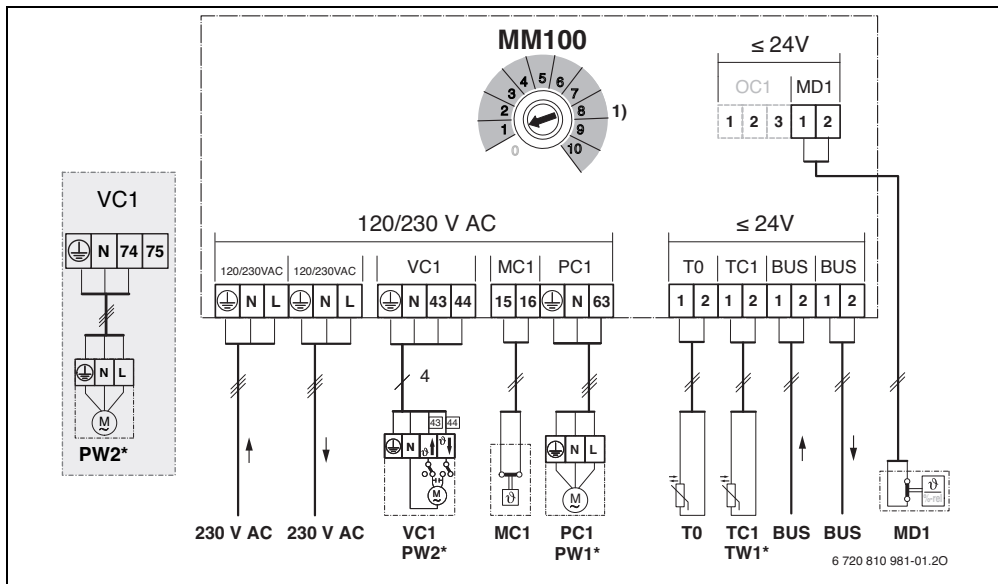 MM100
≤ 24V
OC1 MD1
1 2 3 1 2
0 1 2 3 4 5 6 7 8 9 10
1)
VC1
N 74 75
N L
M
~
PW2*
120/230 V AC
≤ 24V
120/230VAC 120/230VAC VC1 MC1 PC1 T0 TC1 BUS BUS
N L N L N 43 44 15 16 N 63 1 2 1 2 1 2 1 2
4
43 44
N ϑ ϑ
M
~
ϑ
N L
M
~
ϑ
%-rel
230 V AC 230 V AC VC1 MC1 PC1 T0 TC1 BUS BUS MD1
PW2* PW1* TW1*
6 720 810 981-01.2O